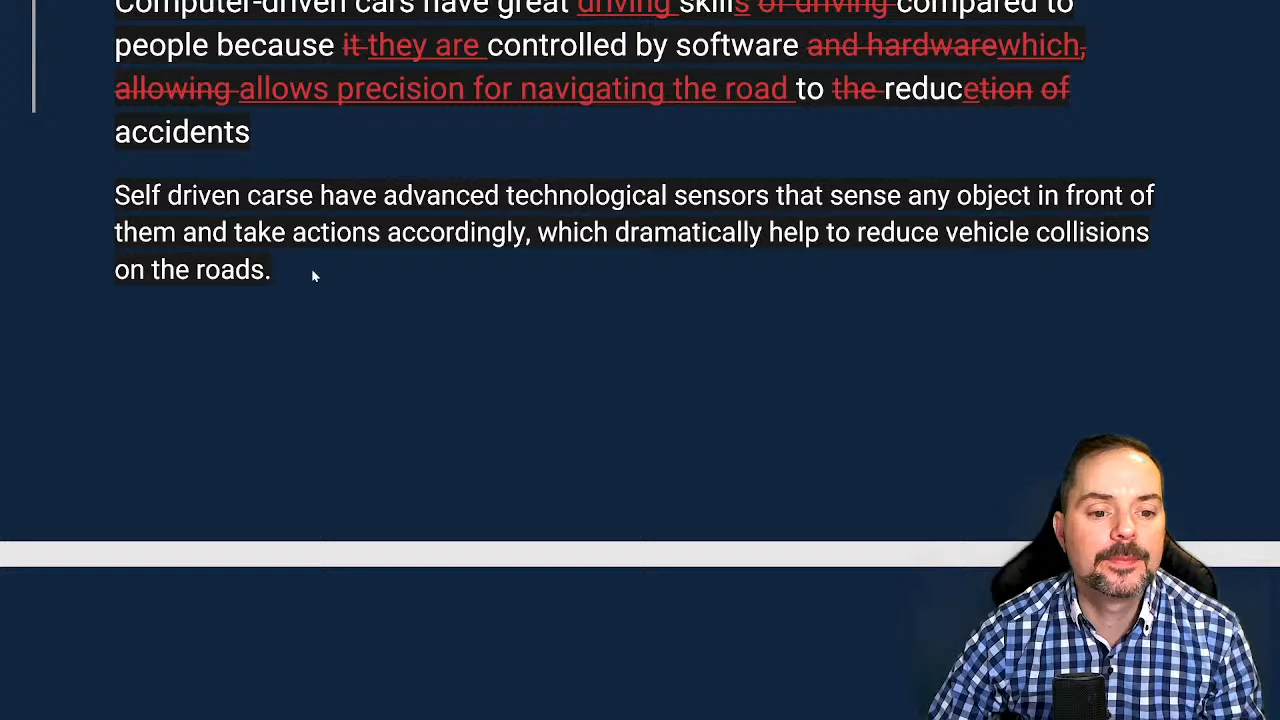 Computer-driven cars have great driving skills of driving compared to
people because it they are controlled by software and hardwarewhich,
allowing allows precision for navigating the road to the reducetion of
accidents
Self driven carse have advanced technological sensors that sense any object in front of
them and take actions accordingly, which dramatically help to reduce vehicle collisions
on the roads.